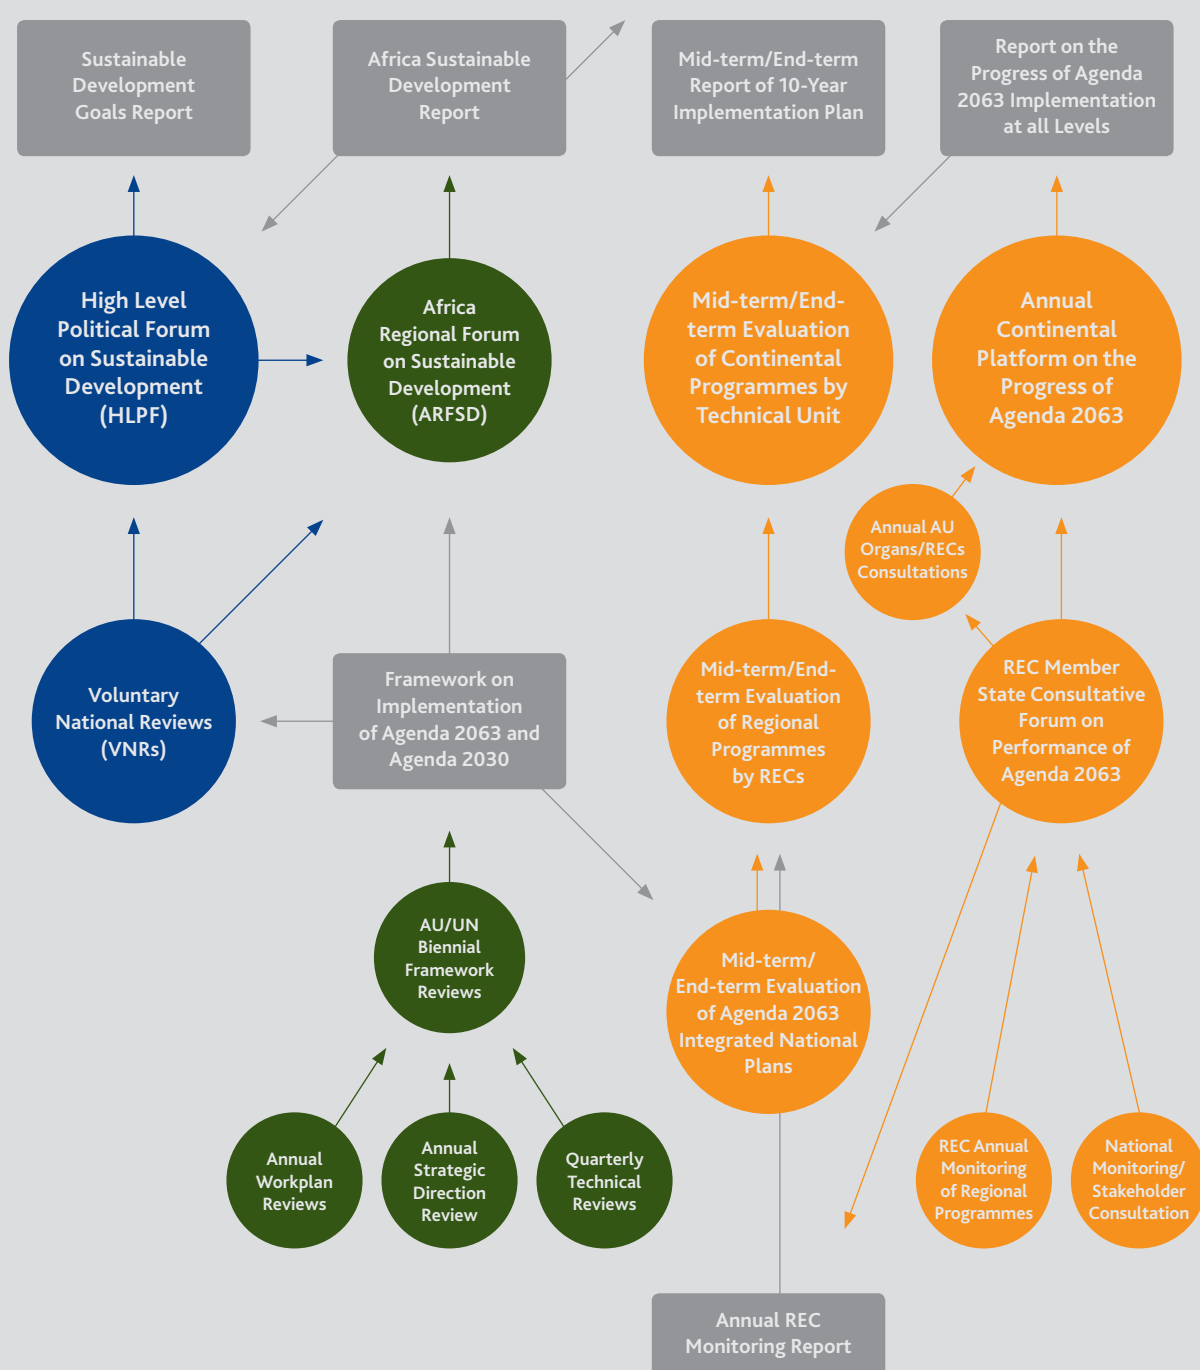 Sustainable
Development
Goals Report
Africa Sustainable
Development
Report
Mid-term/End-term
Report of 10-Year
Implementation Plan
Report on the
Progress of Agenda
2063 Implementation
at all Levels
High Level
Political Forum
on Sustainable
Development
(HLPF)
Africa
Regional Forum
on Sustainable
Development
(ARFSD)
Mid-term/End-
term Evaluation
of Continental
Programmes by
Technical Unit
Annual
Continental
Platform on the
Progress of
Agenda 2063
Annual AU
Organs/RECs
Consultations
Voluntary
National Reviews
(VNRs)
Framework on
Implementation
of Agenda 2063 and
Agenda 2030
Mid-term/End-
term Evaluation
of Regional
Programmes
by RECs
REC Member
State Consultative
Forum on
Performance of
Agenda 2063
AU/UN
Biennial
Framework
Reviews
Mid-term/
End-term Evaluation
of Agenda 2063
Integrated National
Plans
Annual
Workplan
Reviews
Annual
Strategic
Direction
Review
Quarterly
Technical
Reviews
REC Annual
Monitoring
of Regional
Programmes
National
Monitoring/
Stakeholder
Consultation
Annual REC
Monitoring Report